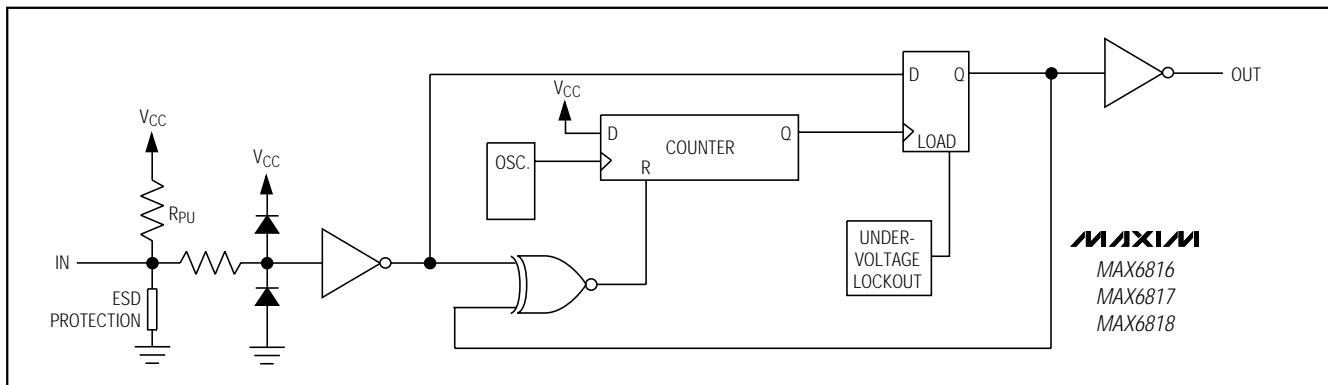 VCC
RPU
IN
ESD
PROTECTION
VCC
VCC
OSC.
D
COUNTER
Q
R
D
Q
LOAD
UNDER-
VOLTAGE
LOCKOUT
OUT
MAXIM
MAX6816
MAX6817
MAX6818